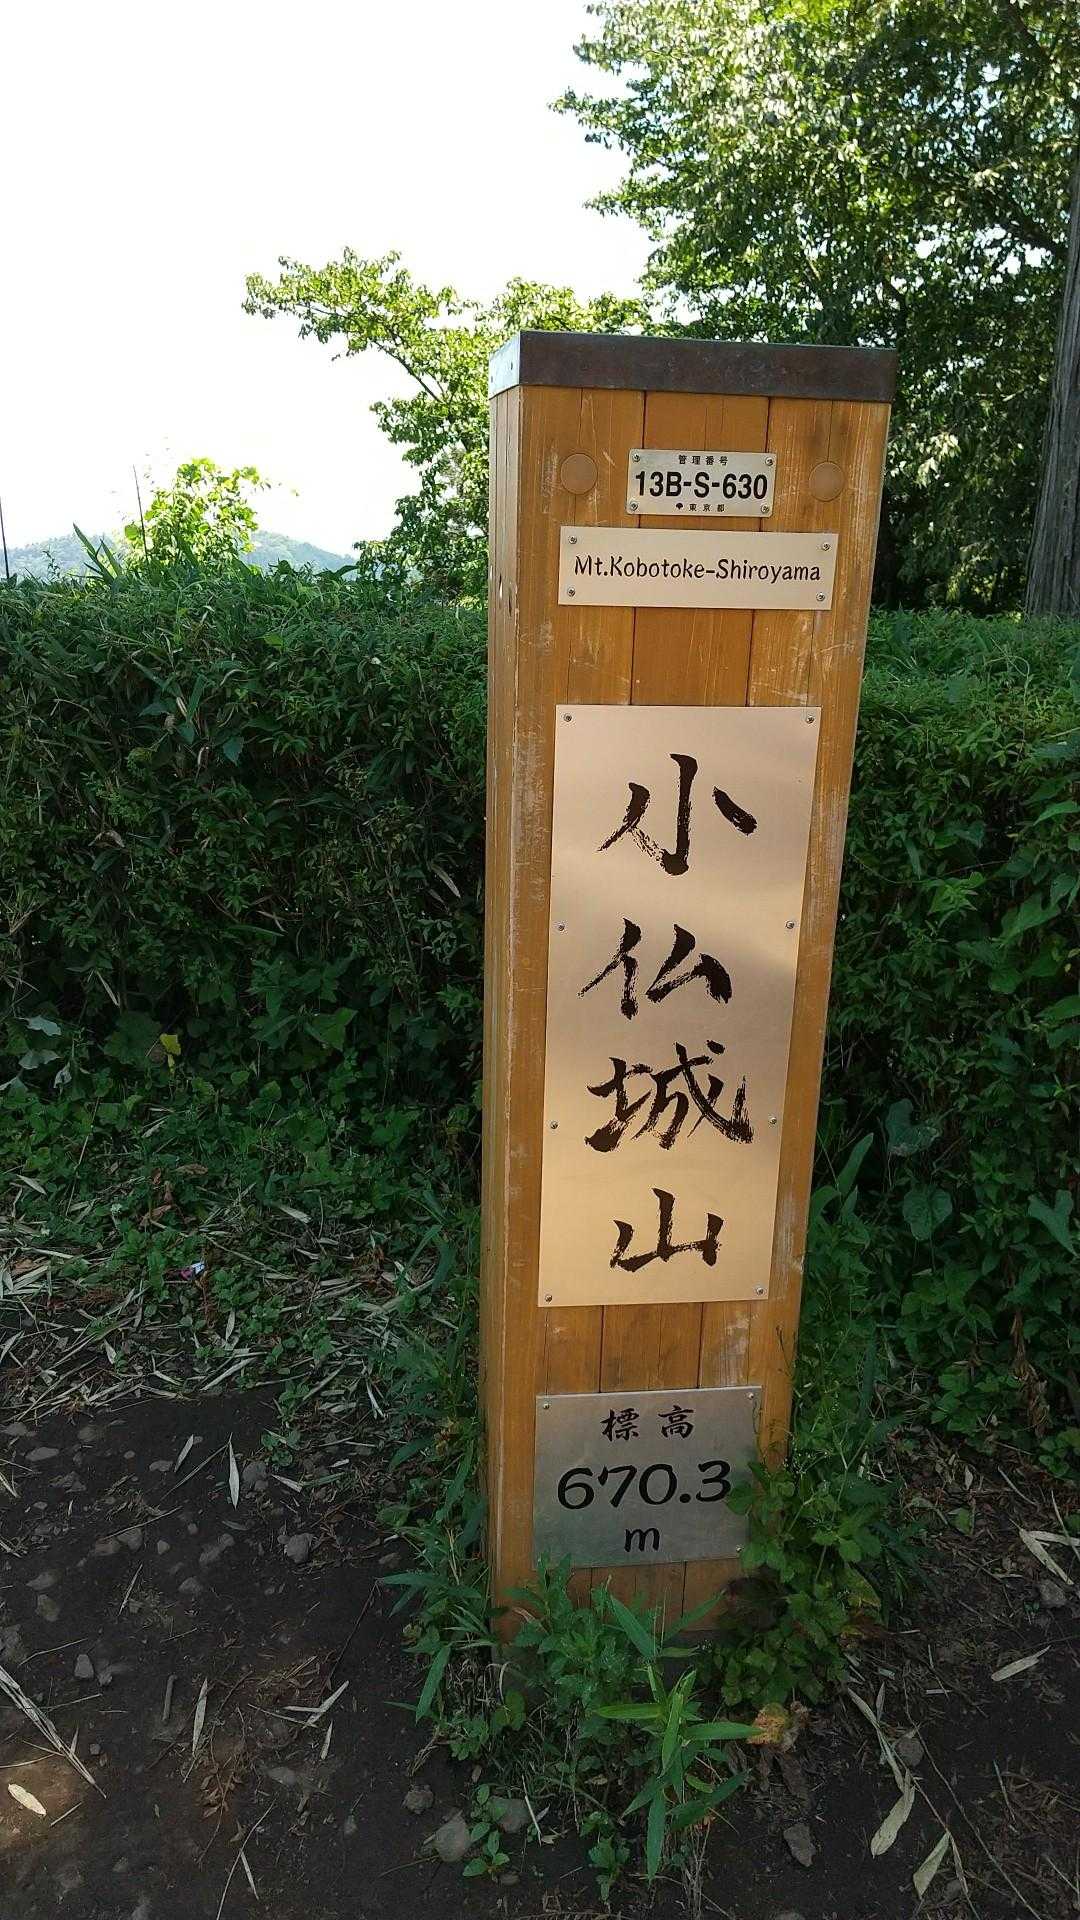 管理番号
13B-S-630
東京都
Mt.Kobotoke-Shiroyama
小仏城山
標高
670.3
m